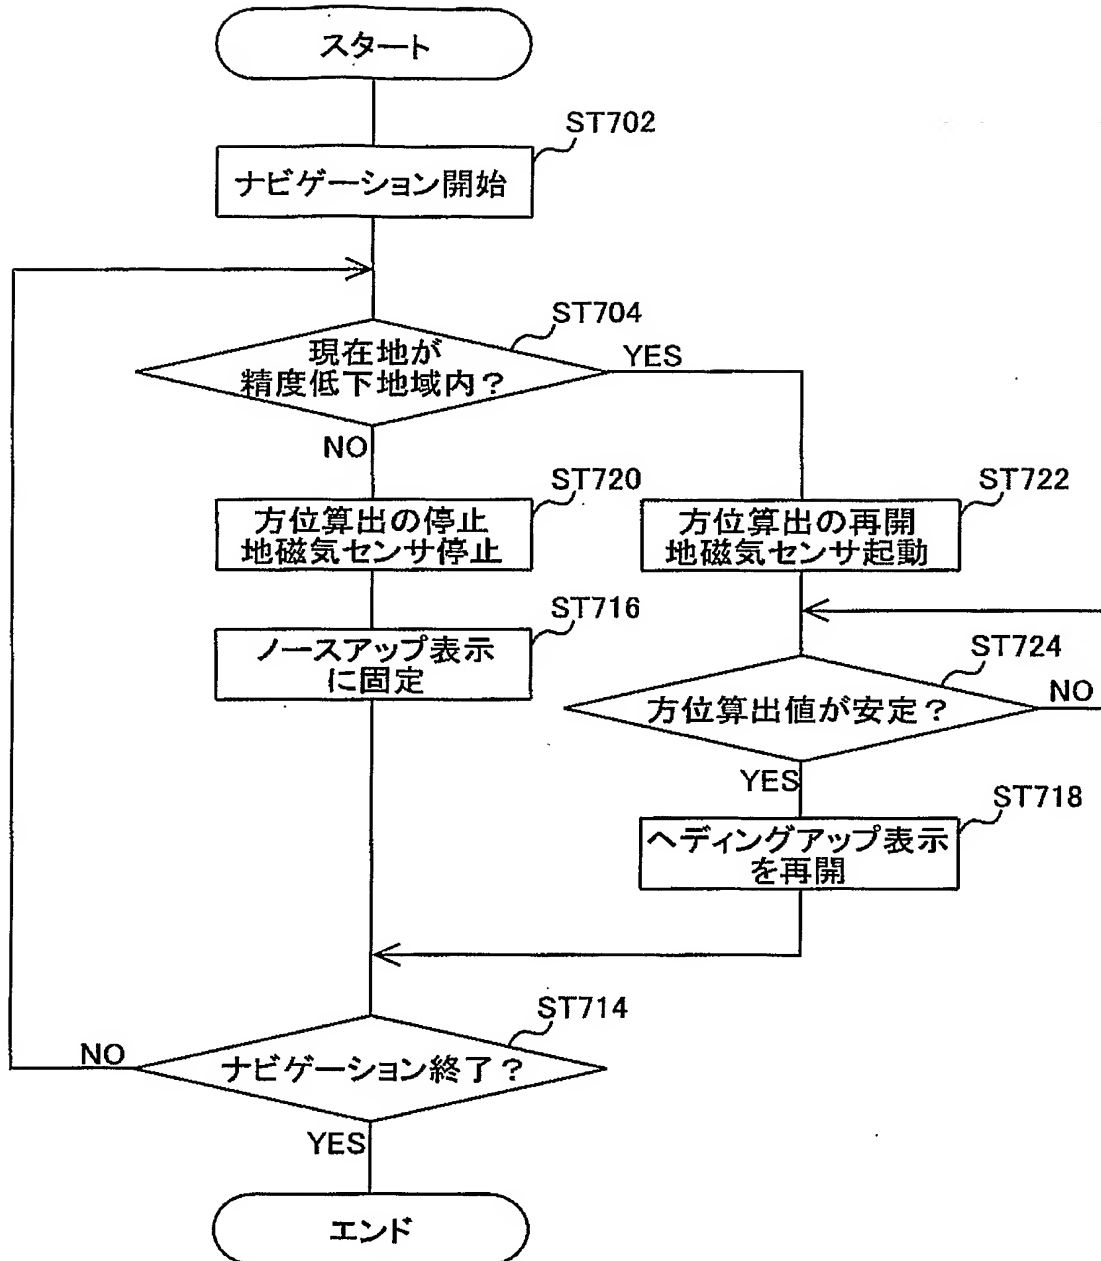 スタート
ST702
ナビゲーション開始
ST704
現在地が
精度低下地域内？
YES
NO
ST720
方位算出の停止
地磁気センサ停止
ST722
方位算出の再開
地磁気センサ起動
ST716
ノースアップ表示
に固定
ST724
方位算出値が安定？
NO
YES
ST718
ヘディングアップ表示
を再開
ST714
ナビゲーション終了？
NO
YES
エンド